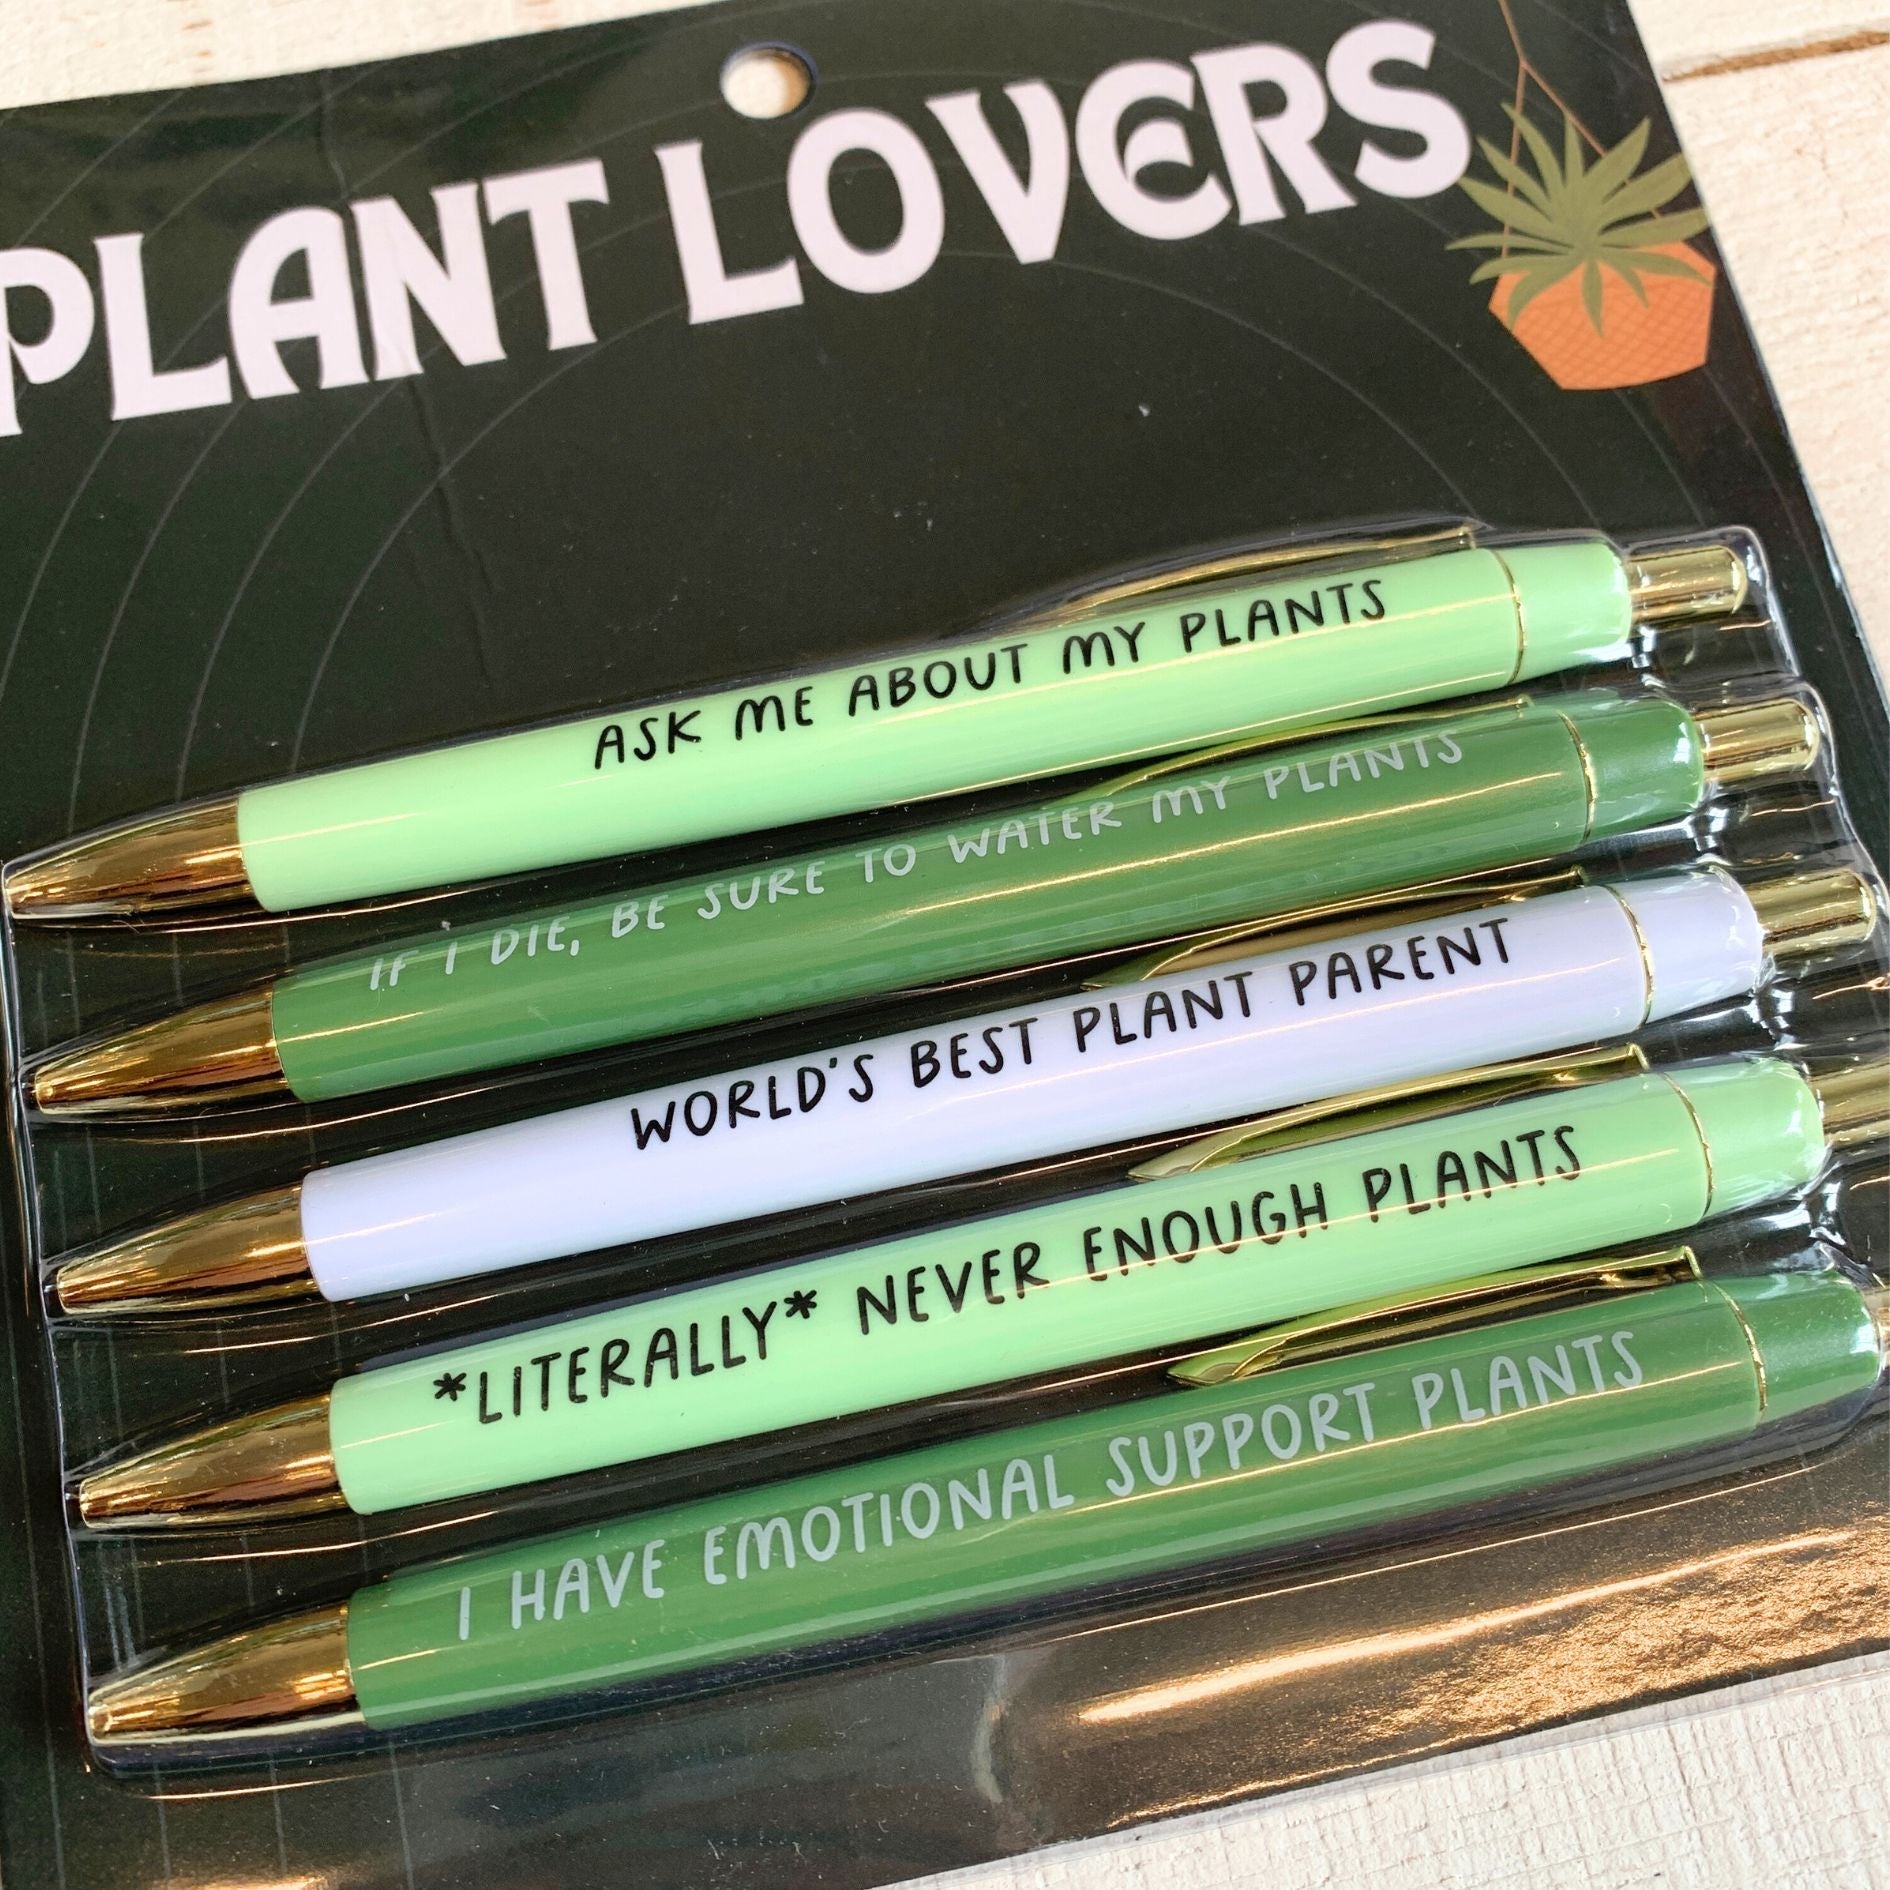 PLANT LOVERS
ASK ME ABOUT MY PLANTS
IF I DIE, BE SURE TO WATER MY PLANTS
WORLD'S BEST PLANT PARENT
*LITERALLY* NEVER ENOUGH PLANTS
I HAVE EMOTIONAL SUPPORT PLANTS